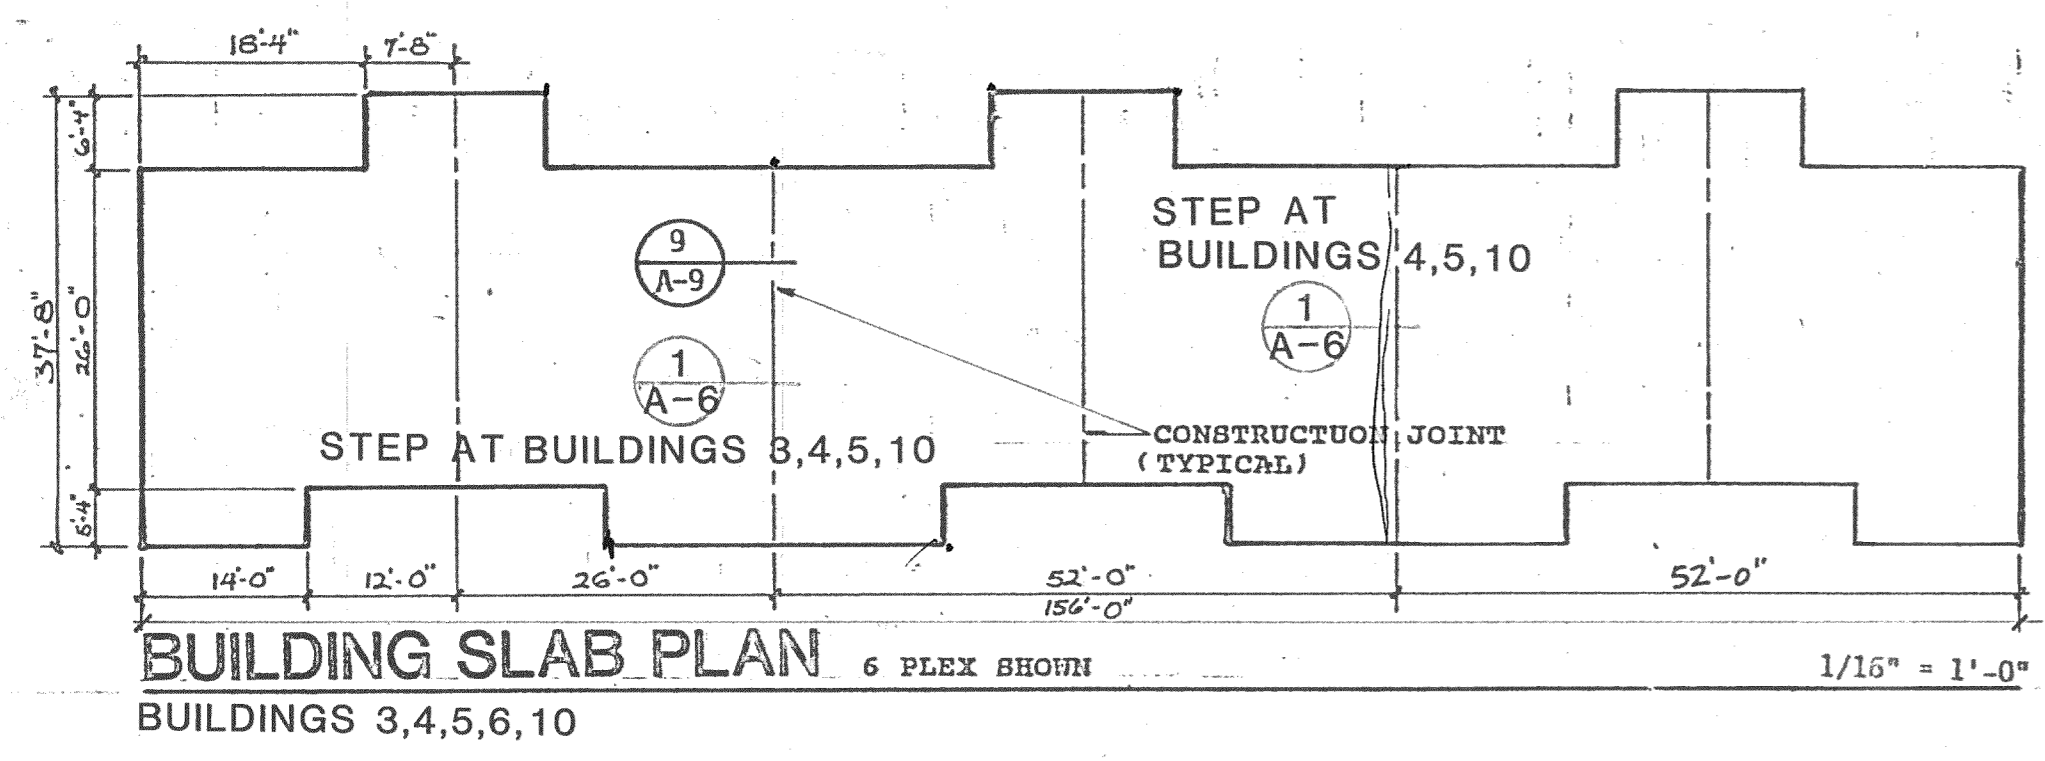 18'-4" 7'-8"
6'-4"
26'-0"
37'-8"
5'-4"
9
A-9
1
A-6
STEP AT BUILDINGS 3,4,5,10
STEP AT
BUILDINGS 4,5,10
1
A-6
CONSTRUCTUON JOINT
(TYPICAL)
14'-0" 12'-0" 26'-0" 52'-0" 52'-0"
156'-0"
BUILDING SLAB PLAN 6 PLEX SHOWN 1/16" = 1'-0"
BUILDINGS 3,4,5,6,10